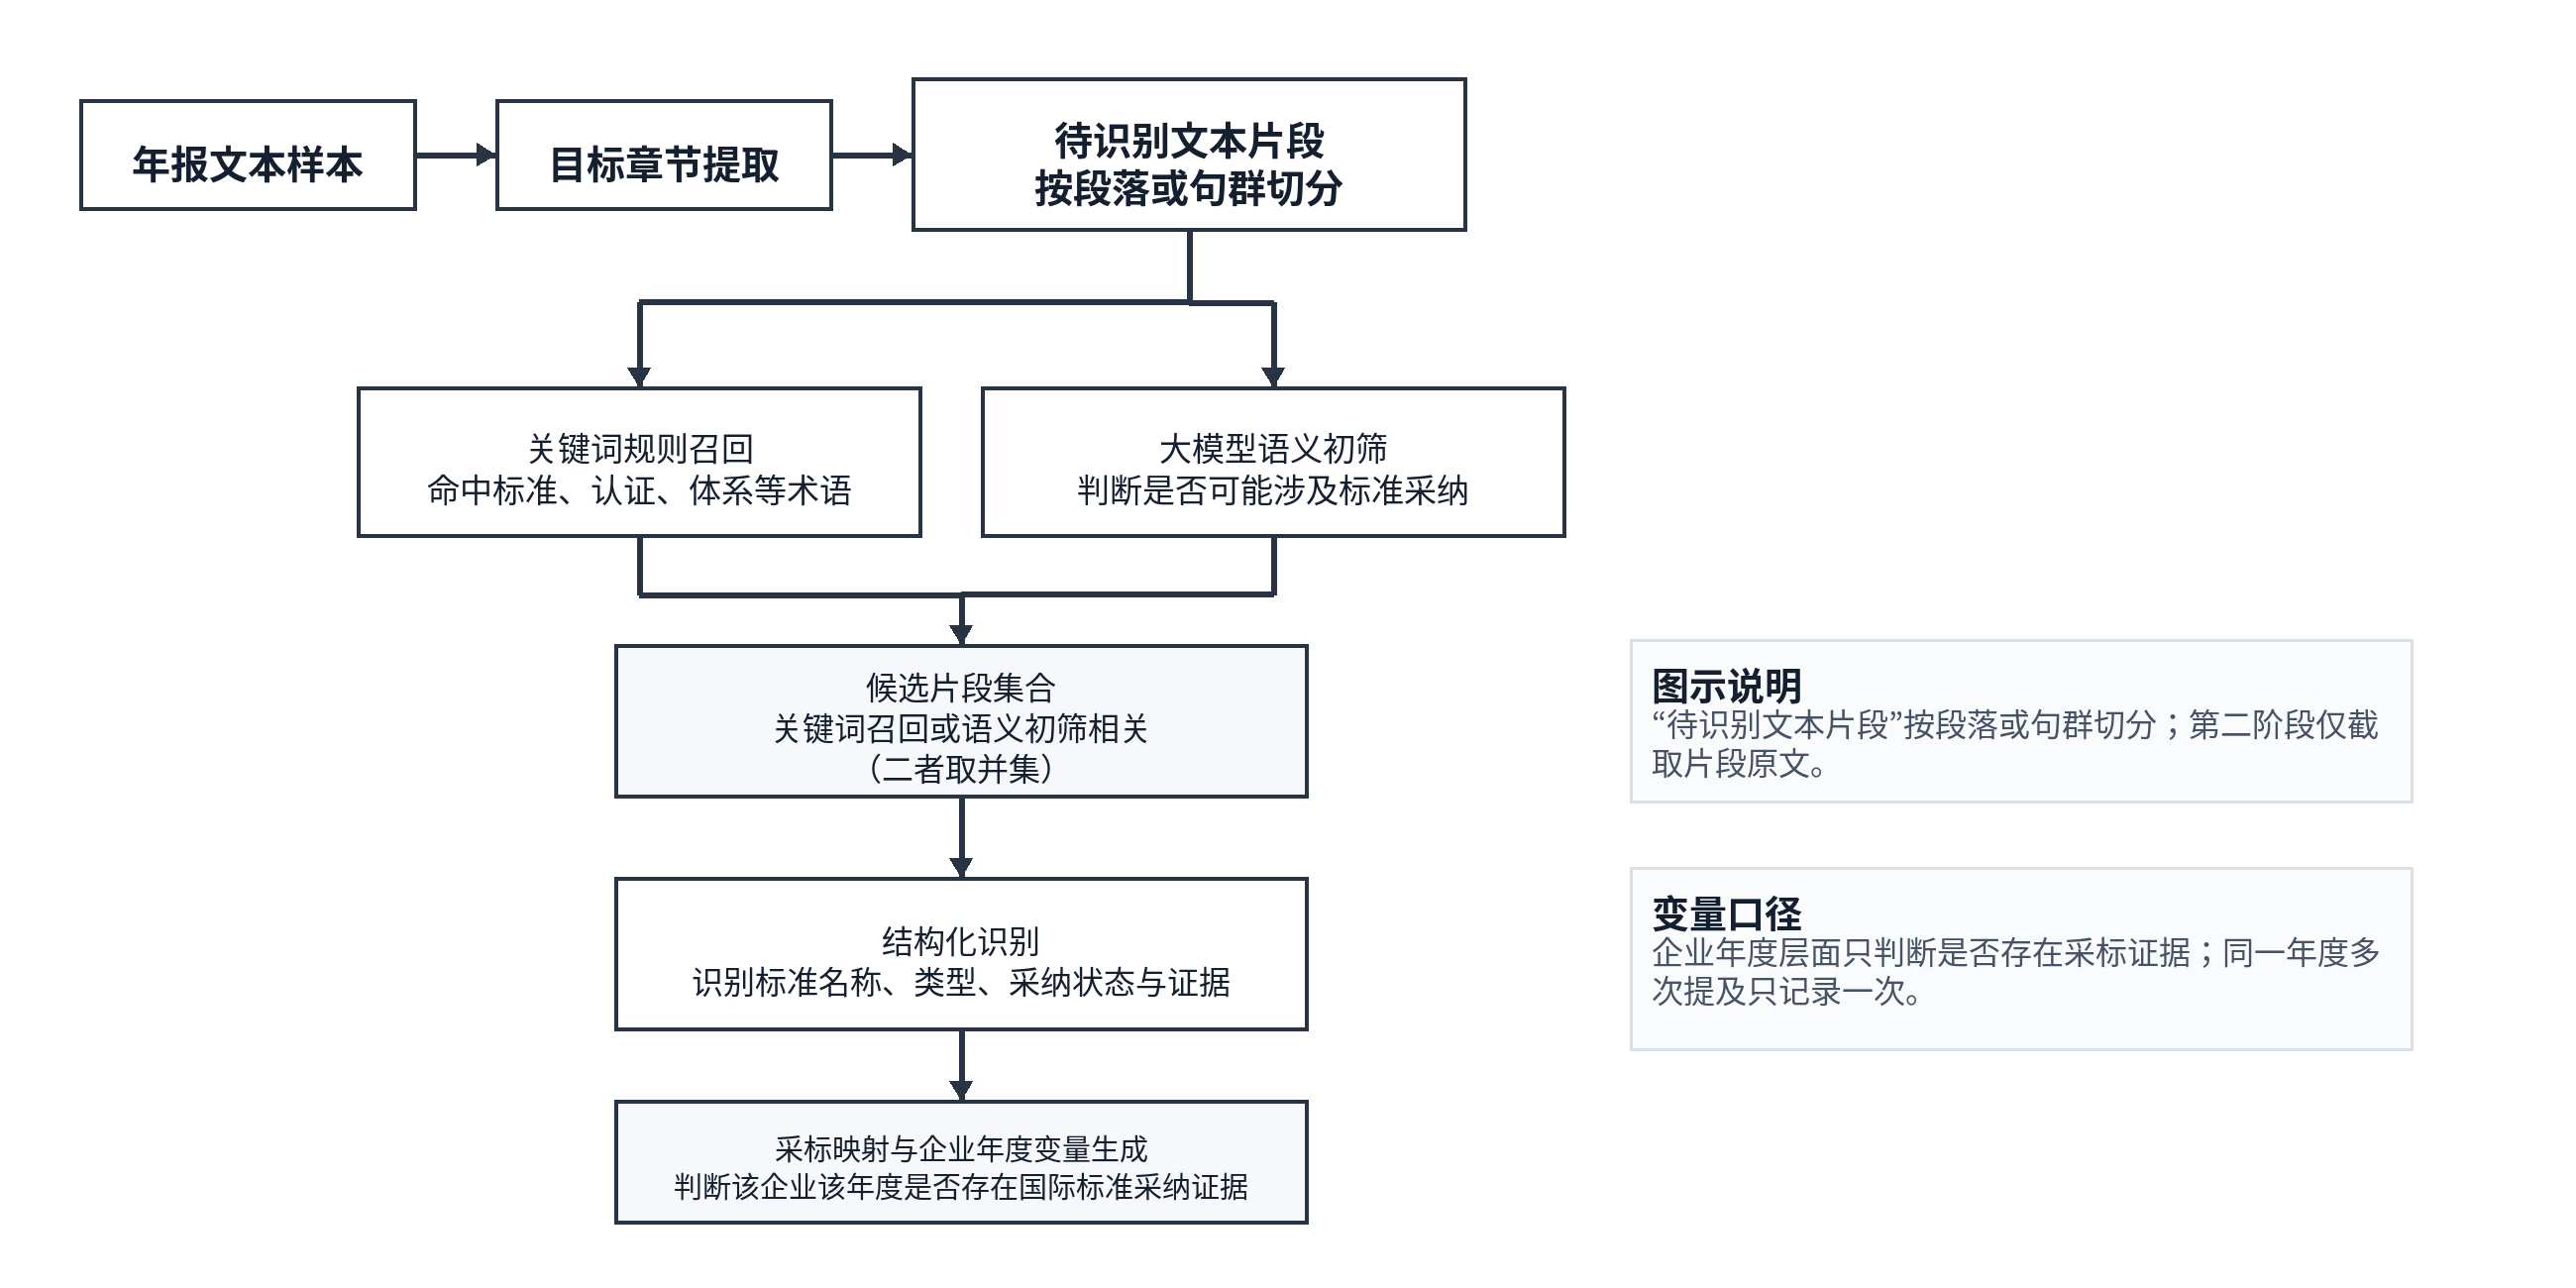 年报文本样本
目标章节提取
待识别文本片段
按段落或句群切分
关键词规则召回
命中标准、认证、体系等术语
大模型语义初筛
判断是否可能涉及标准采纳
候选片段集合
关键词召回或语义初筛相关
（二者取并集）
图示说明
“待识别文本片段”按段落或句群切分；第二阶段仅截
取片段原文。
结构化识别
识别标准名称、类型、采纳状态与证据
变量口径
企业年度层面只判断是否存在采标证据；同一年度多
次提及只记录一次。
采标映射与企业年度变量生成
判断该企业该年度是否存在国际标准采纳证据